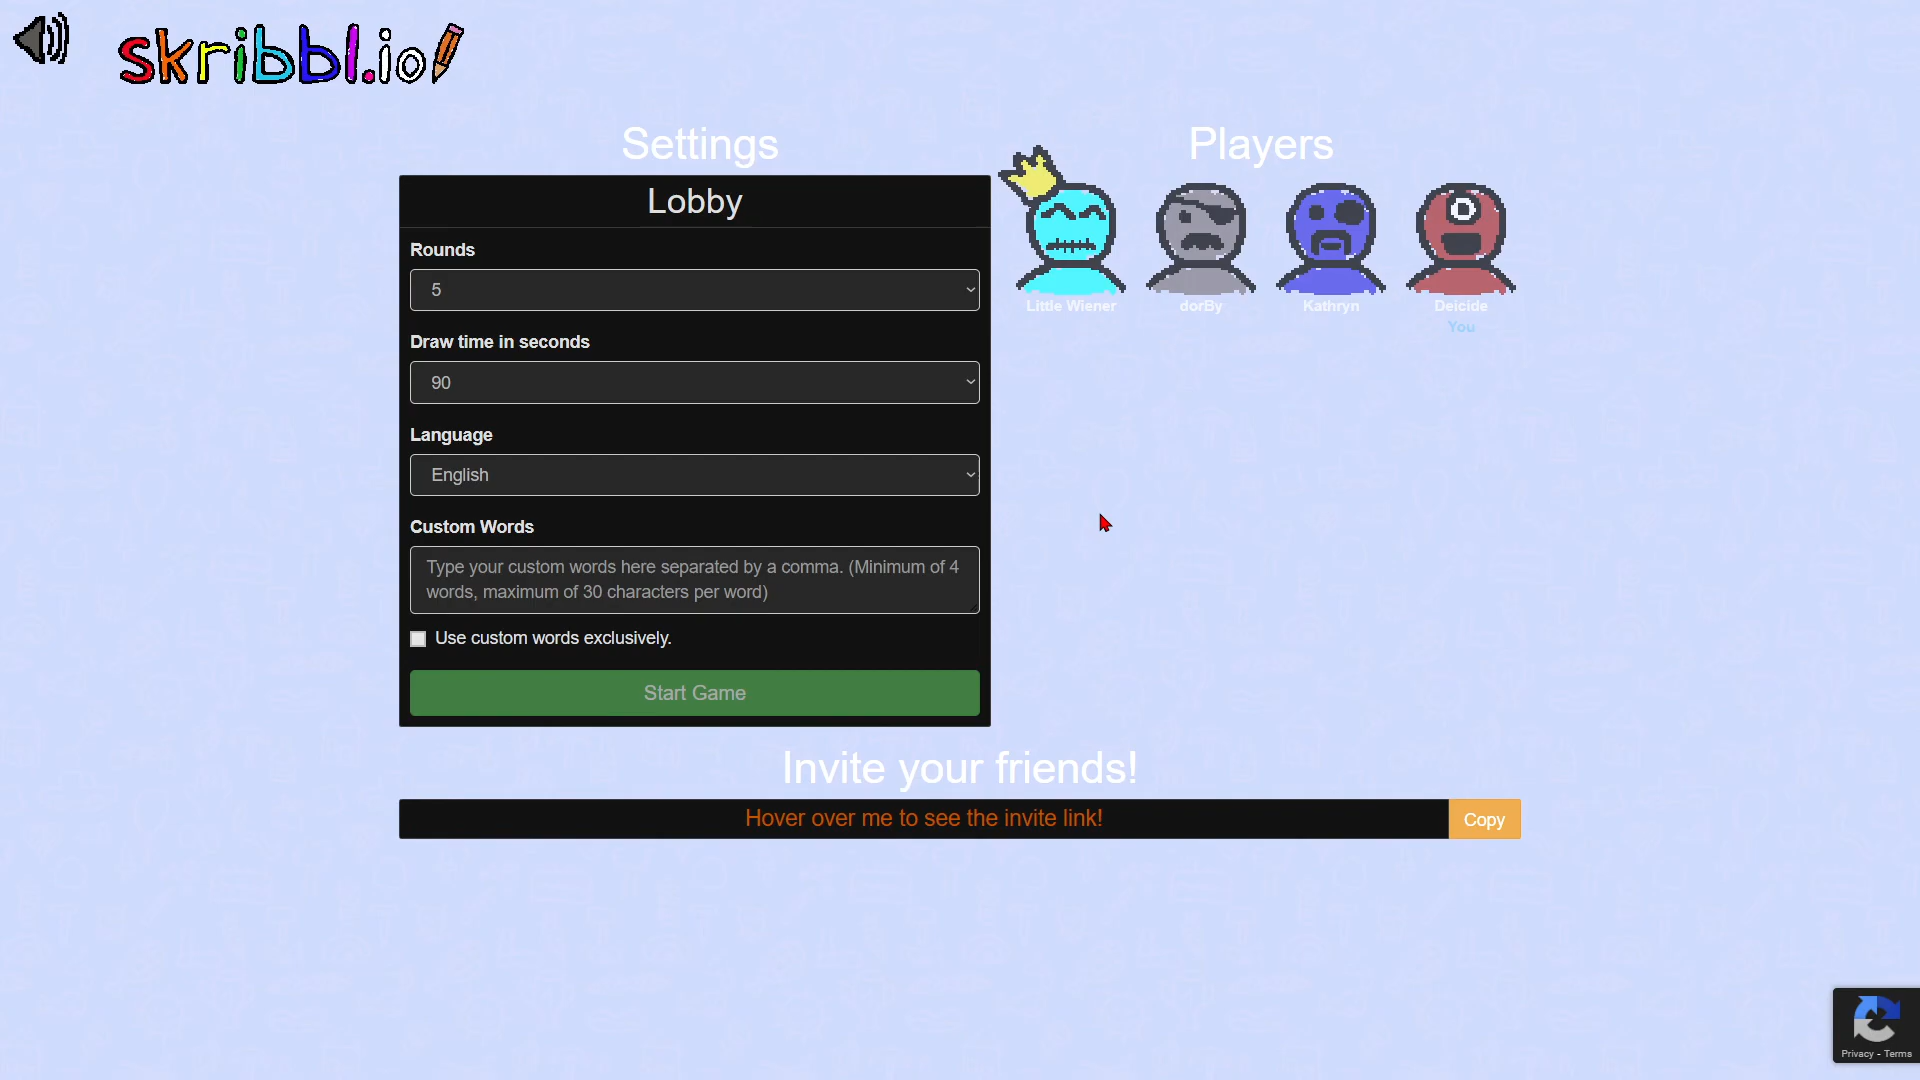 skribbl.io
Settings
Players
Lobby
Rounds
5
Draw time in seconds
90
Language
English
Custom Words
Type your custom words here separated by a comma. (Minimum of 4
words, maximum of 30 characters per word)
Use custom words exclusively.
Start Game
Little Wiener
dorBy
Kathryn
Deicide
You
Invite your friends!
Hover over me to see the invite link!
Copy
Privacy - Terms